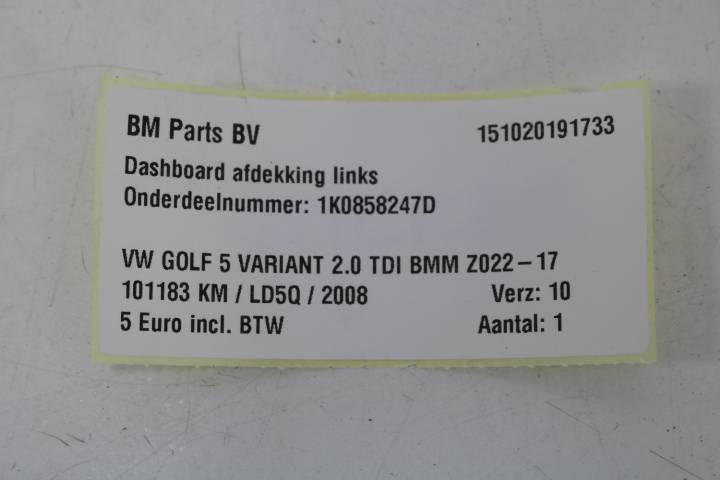 BM Parts BV 151020191733
Dashboard afdekking links
Onderdeelnummer: 1K0858247D
VW GOLF 5 VARIANT 2.0 TDI BMM Z022-17
101183 KM / LD5Q / 2008 Verz: 10
5 Euro incl. BTW Aantal: 1